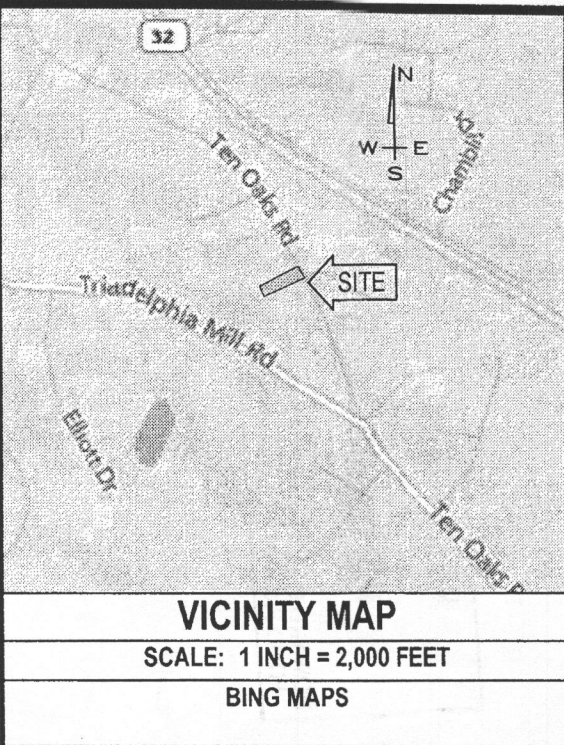 32
N
W E
S
Ten Oaks Rd
SITE
Triadelphia Mill Rd
Elliott Dr
Ten Oaks
VICINITY MAP
SCALE: 1 INCH = 2,000 FEET
BING MAPS